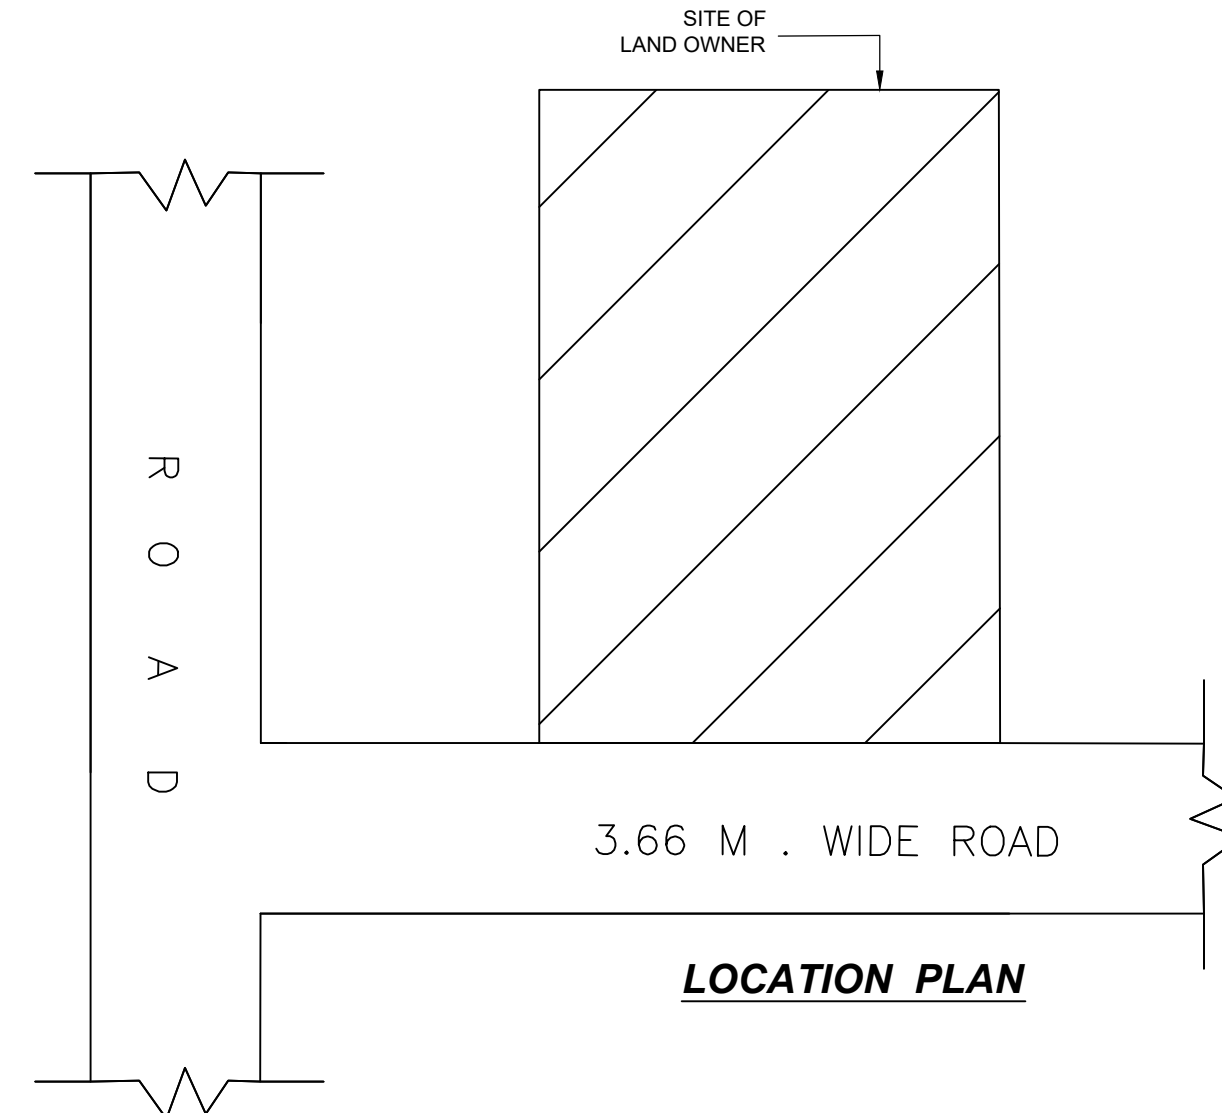 SITE OF
LAND OWNER
R O A D
3.66 M . WIDE ROAD
LOCATION PLAN